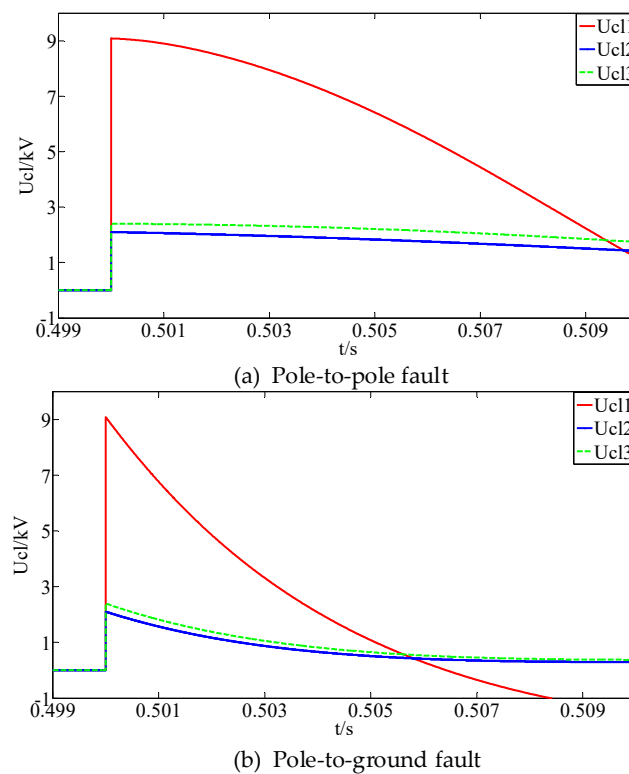 9
7
5
3
1
-1
Ucl/kV
Ucl1
Ucl2
Ucl3
0.499 0.501 0.503 0.505 0.507 0.509
t/s
(a) Pole-to-pole fault
9
7
5
3
1
-1
Ucl/kV
Ucl1
Ucl2
Ucl3
0.499 0.501 0.503 0.505 0.507 0.509
t/s
(b) Pole-to-ground fault